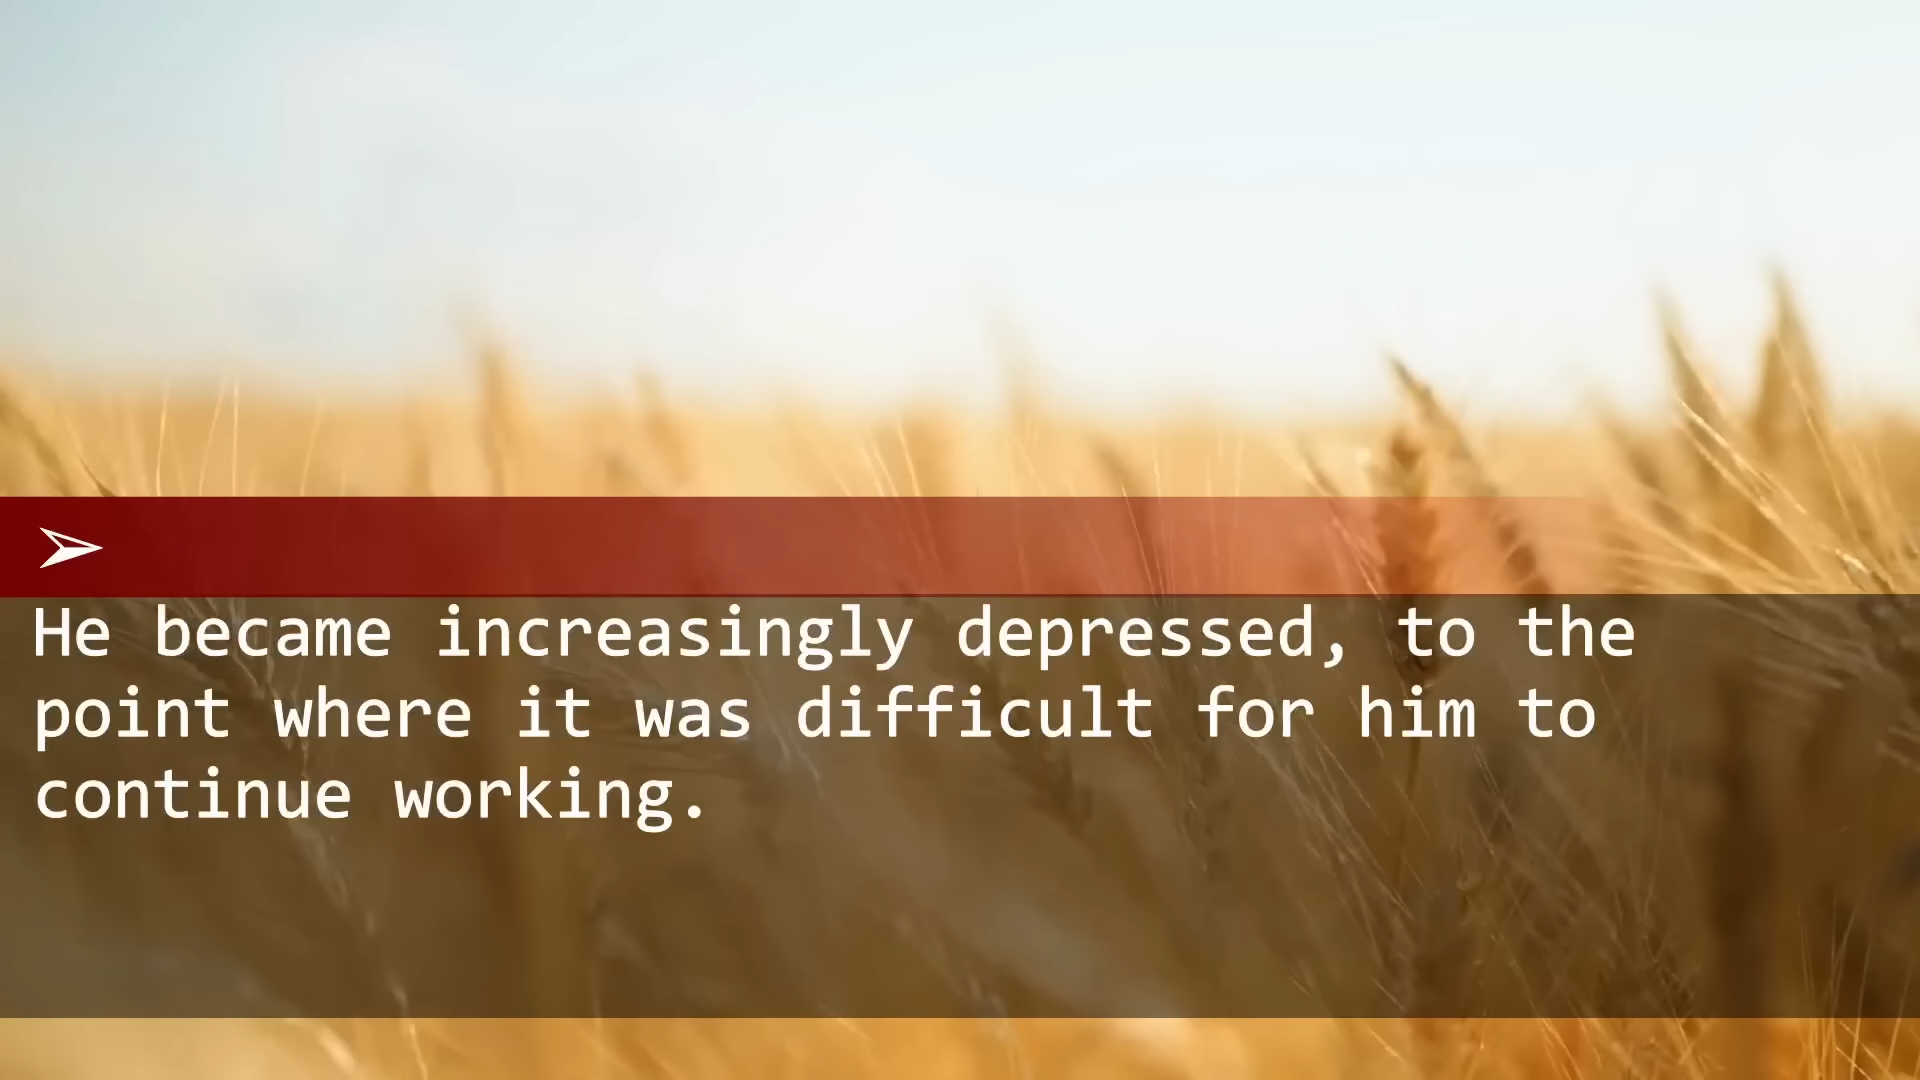 He became increasingly depressed, to the
point where it was difficult for him to
continue working.